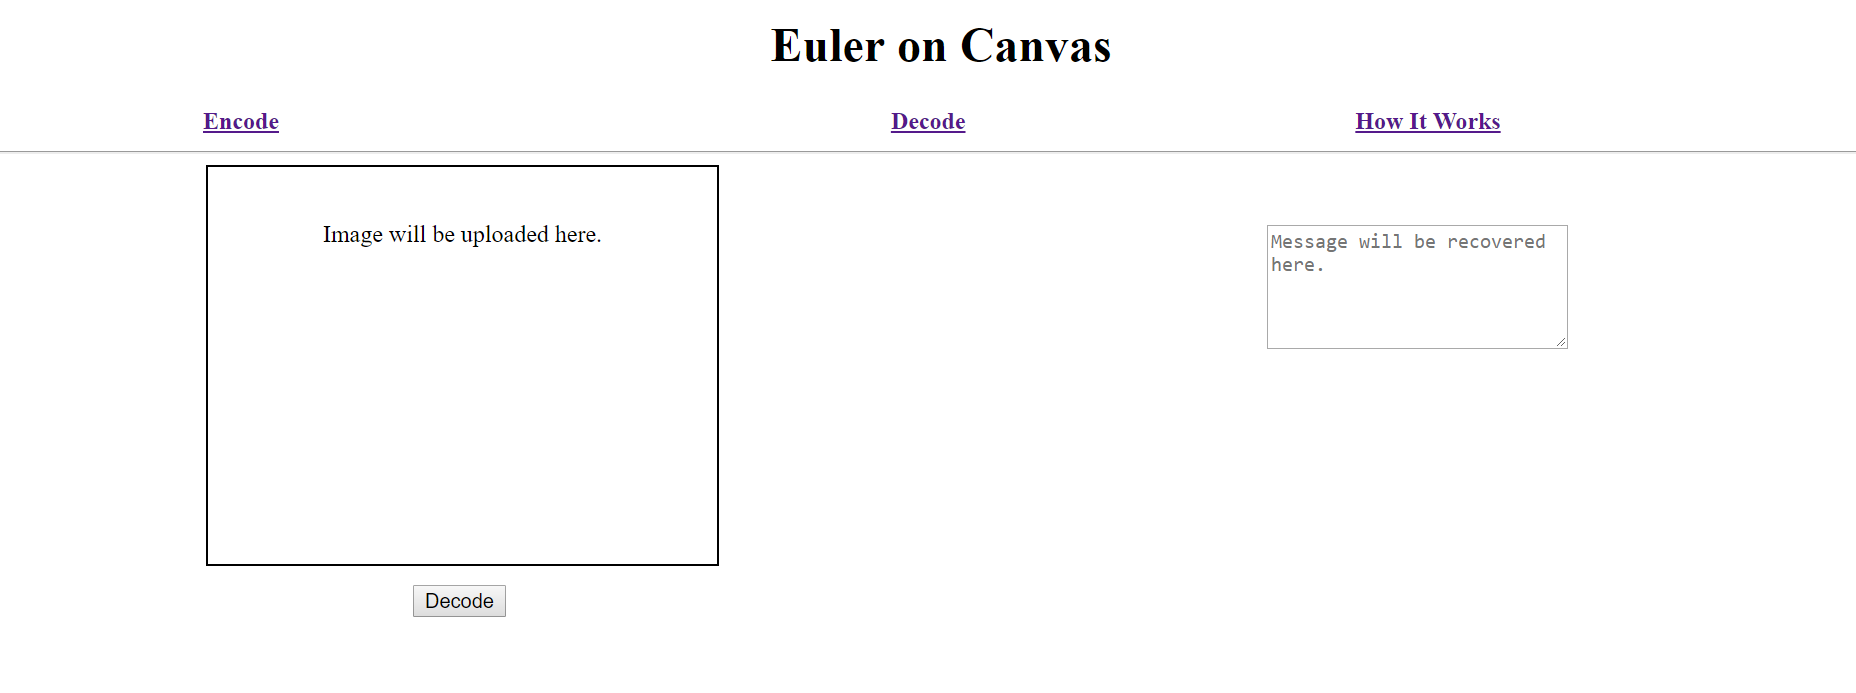 Euler on Canvas
Encode
Decode
How It Works
Image will be uploaded here.
Message will be recovered
here.
Decode